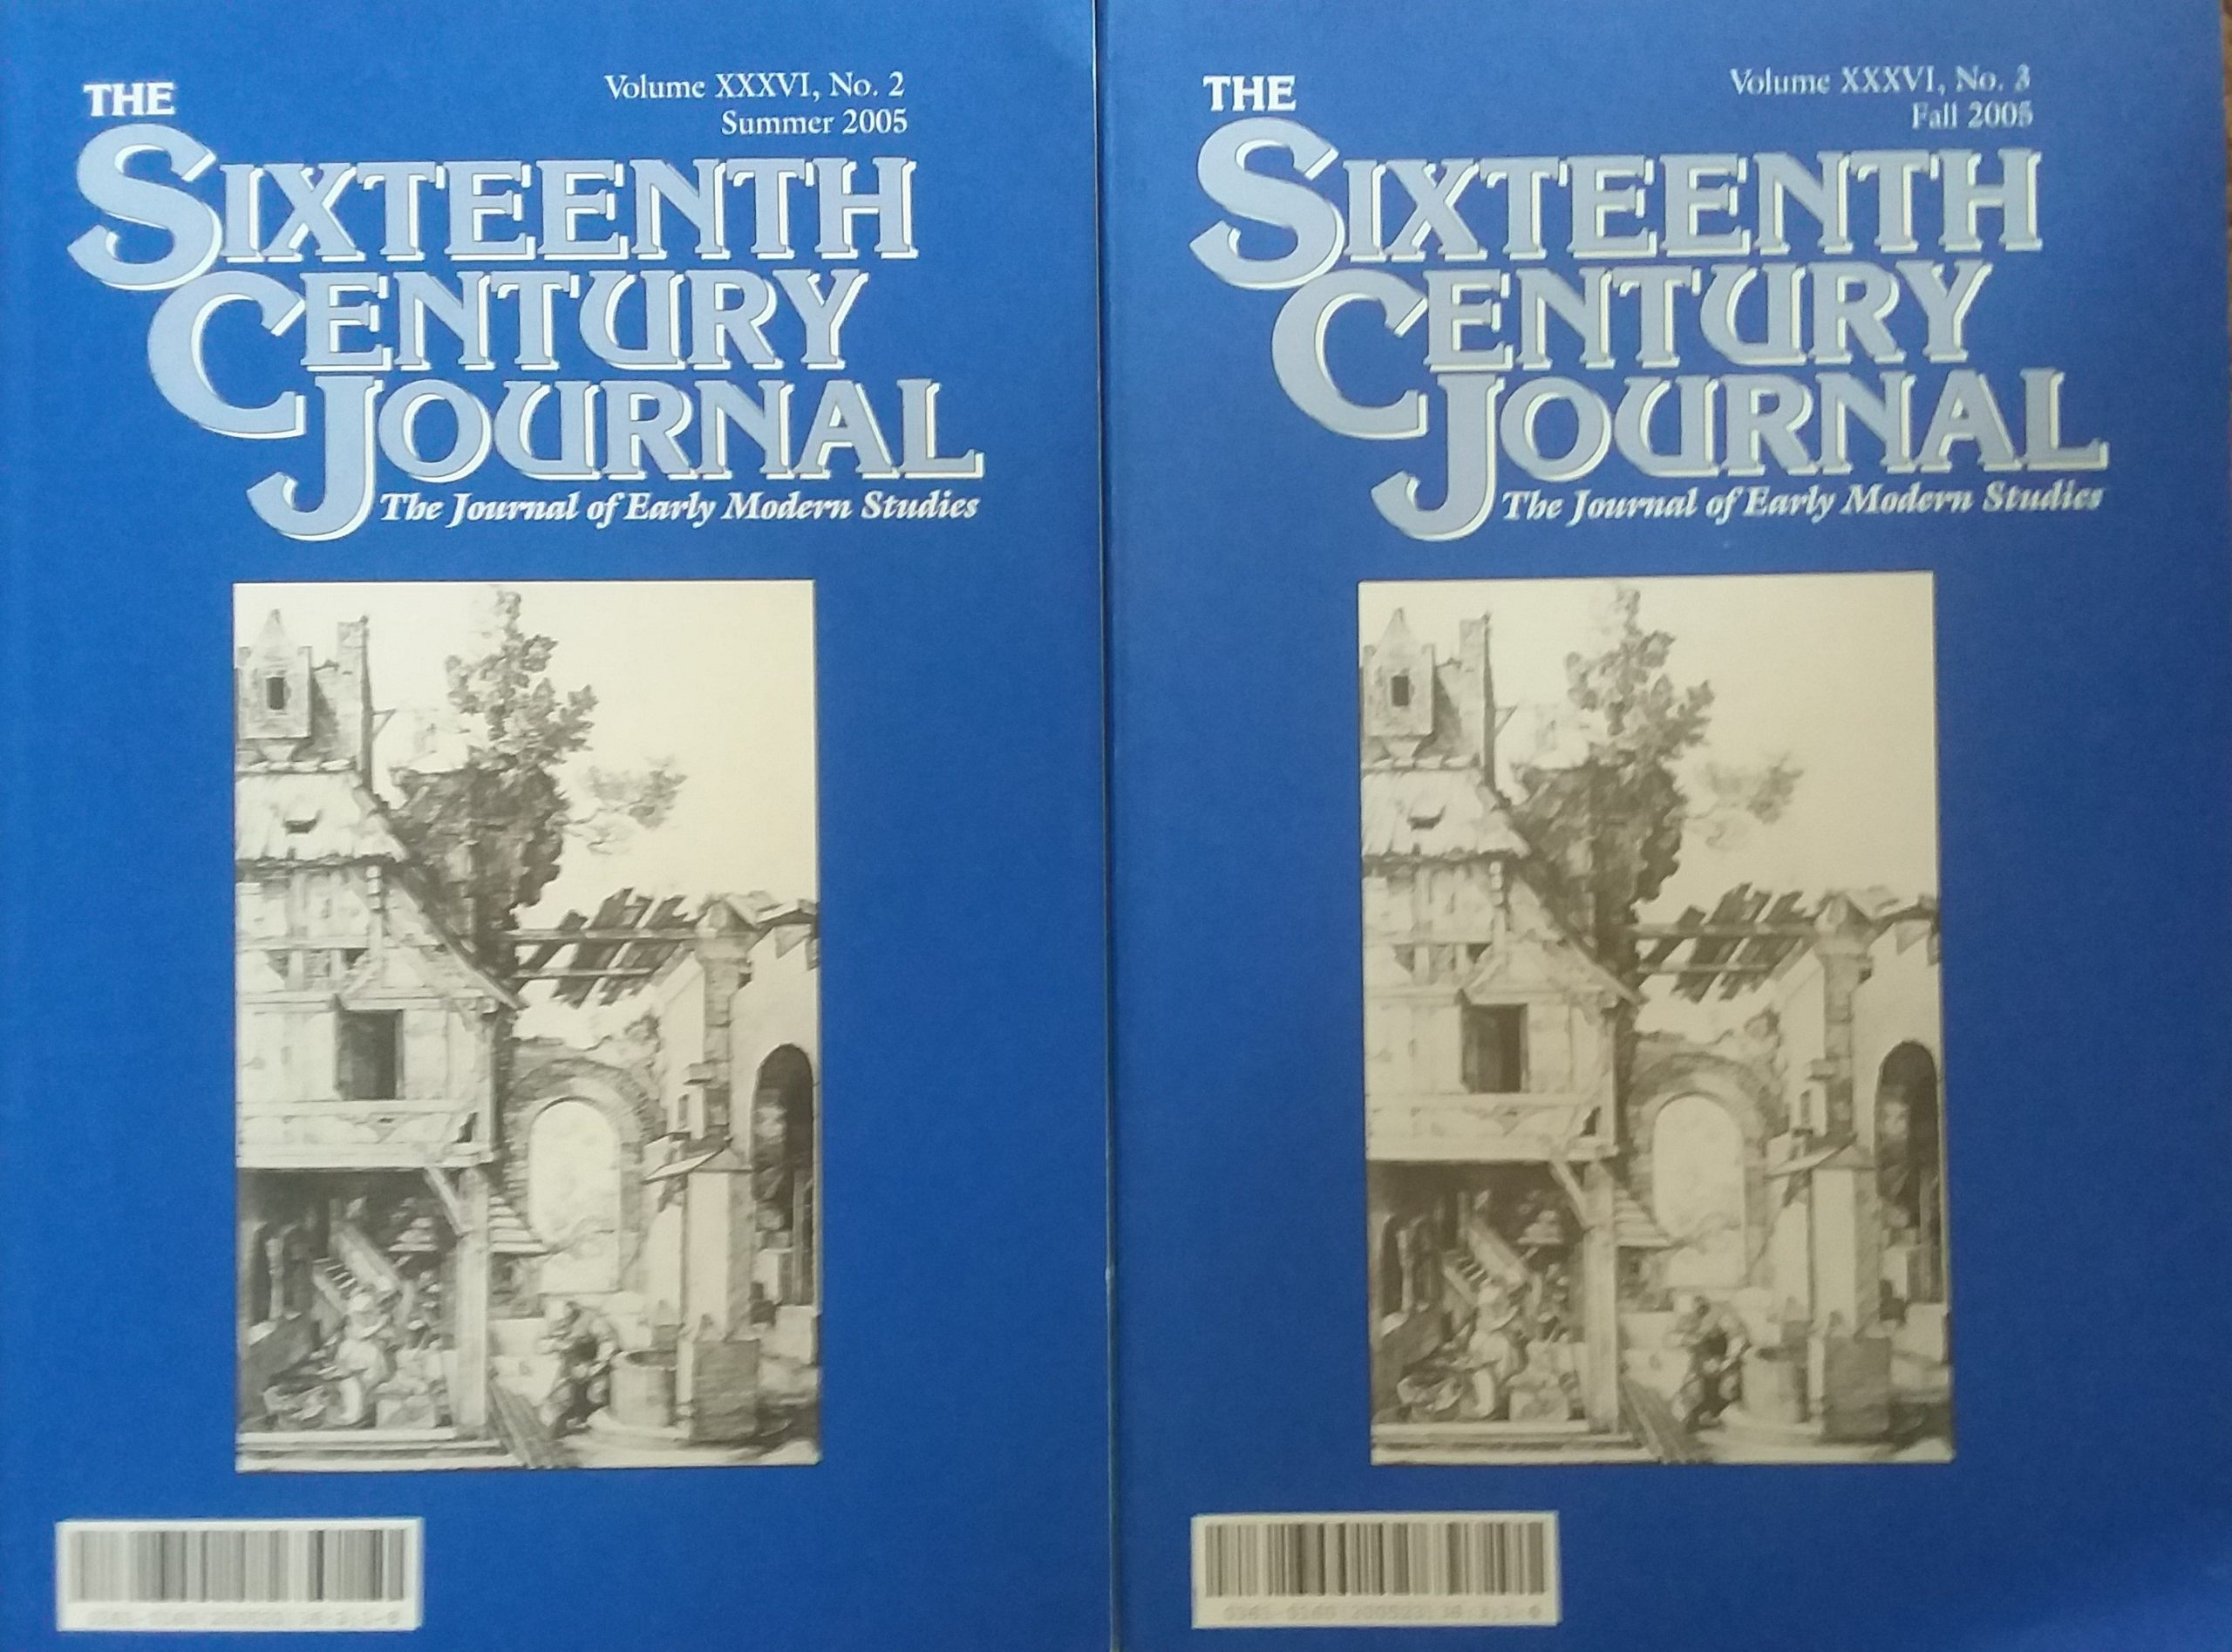 THE
Volume XXXVI, No. 2
Summer 2005
SIXTEENTH
CENTURY
JOURNAL
The Journal of Early Modern Studies
THE
Volume XXXVI, No. 3
Fall 2005
SIXTEENTH
CENTURY
JOURNAL
The Journal of Early Modern Studies